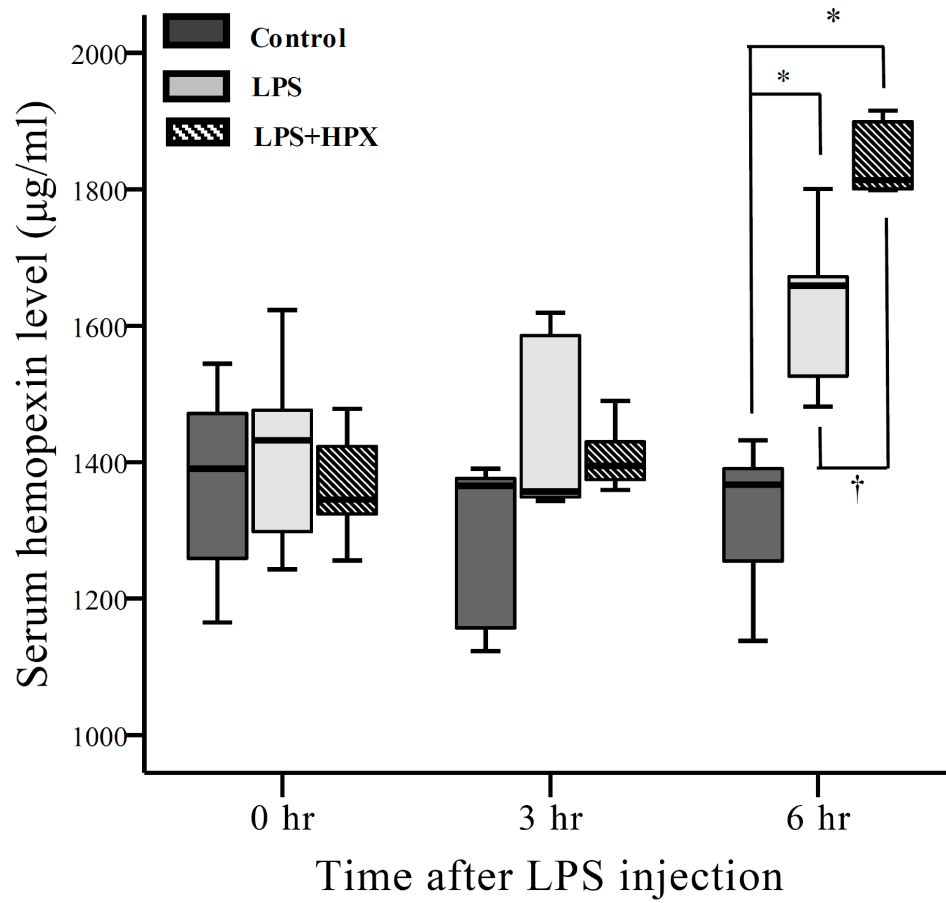 Control
LPS
LPS+HPX
*
*
†
Serum hemopexin level (μg/ml)
2000
1800
1600
1400
1200
1000
0 hr
3 hr
6 hr
Time after LPS injection